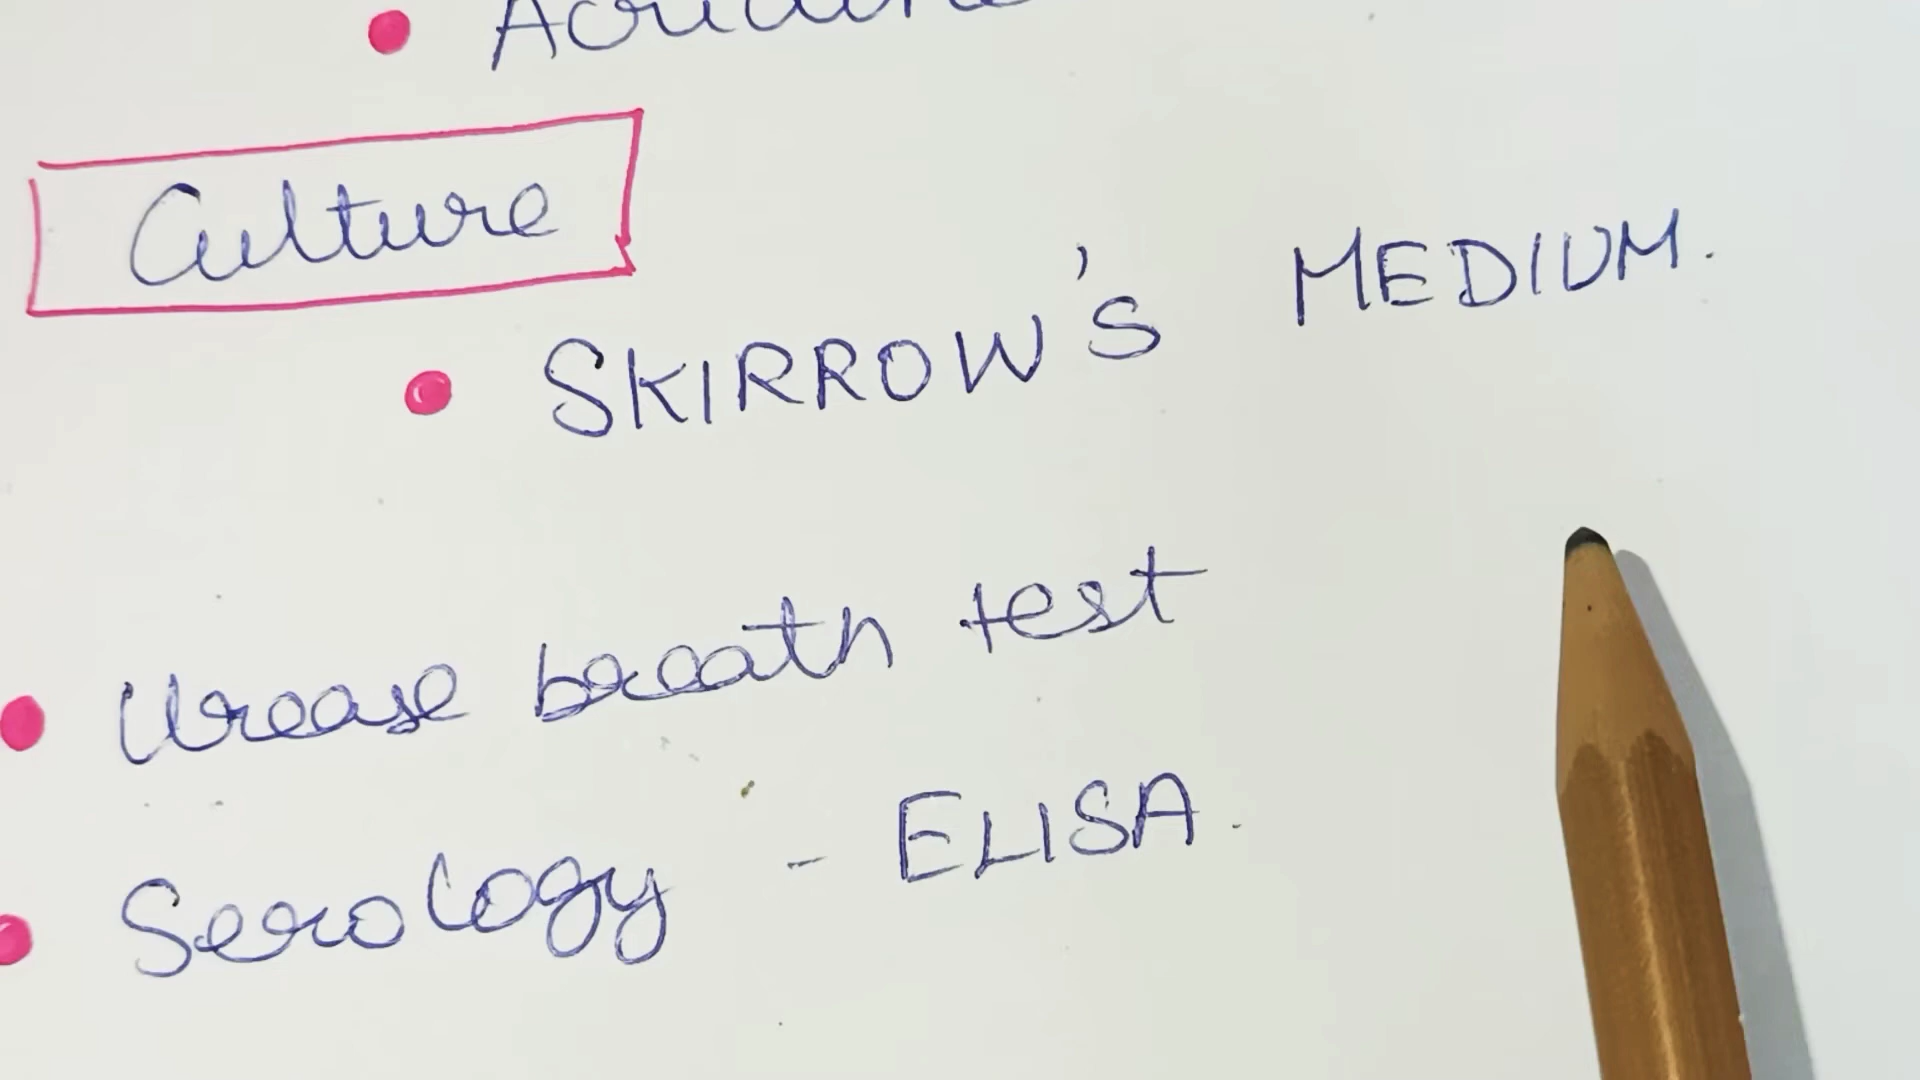 Culture
• SKIRROW'S MEDIUM.
• Urease breath test
• Serology - ELISA.